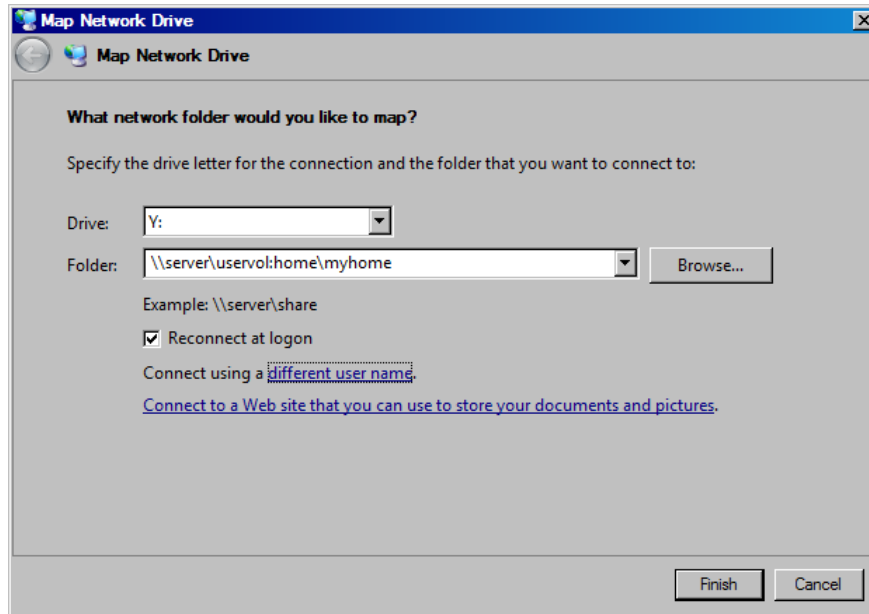 Map Network Drive
Map Network Drive
What network folder would you like to map?
Specify the drive letter for the connection and the folder that you want to connect to:
Drive: Y:
Folder: \\server\uservol:home\myhome Browse...
Example: \\server\share
Reconnect at logon
Connect using a different user name.
Connect to a Web site that you can use to store your documents and pictures.
Finish Cancel